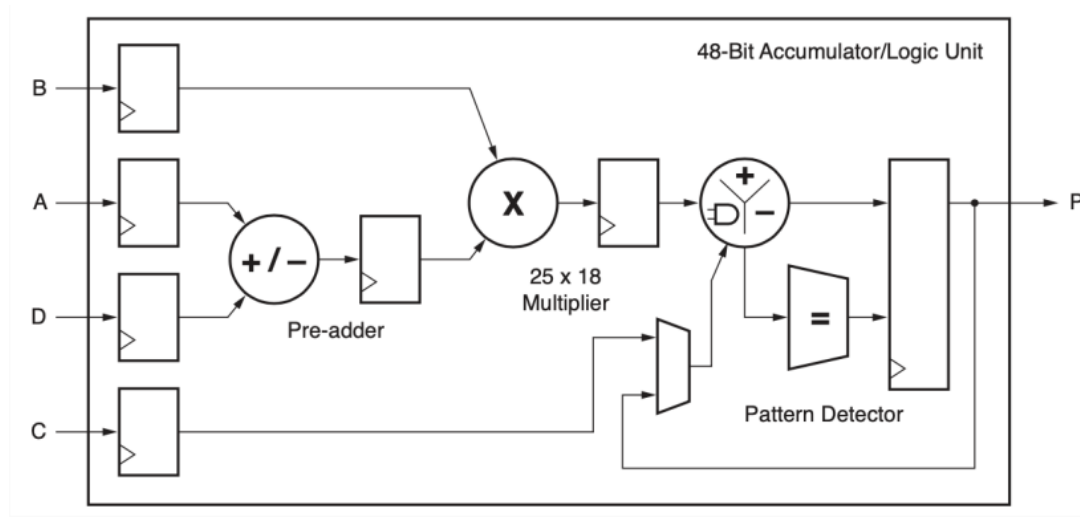 48-Bit Accumulator/Logic Unit
B
A
D
C
+/−
Pre-adder
X
25 x 18
Multiplier
+
−
=
Pattern Detector
P